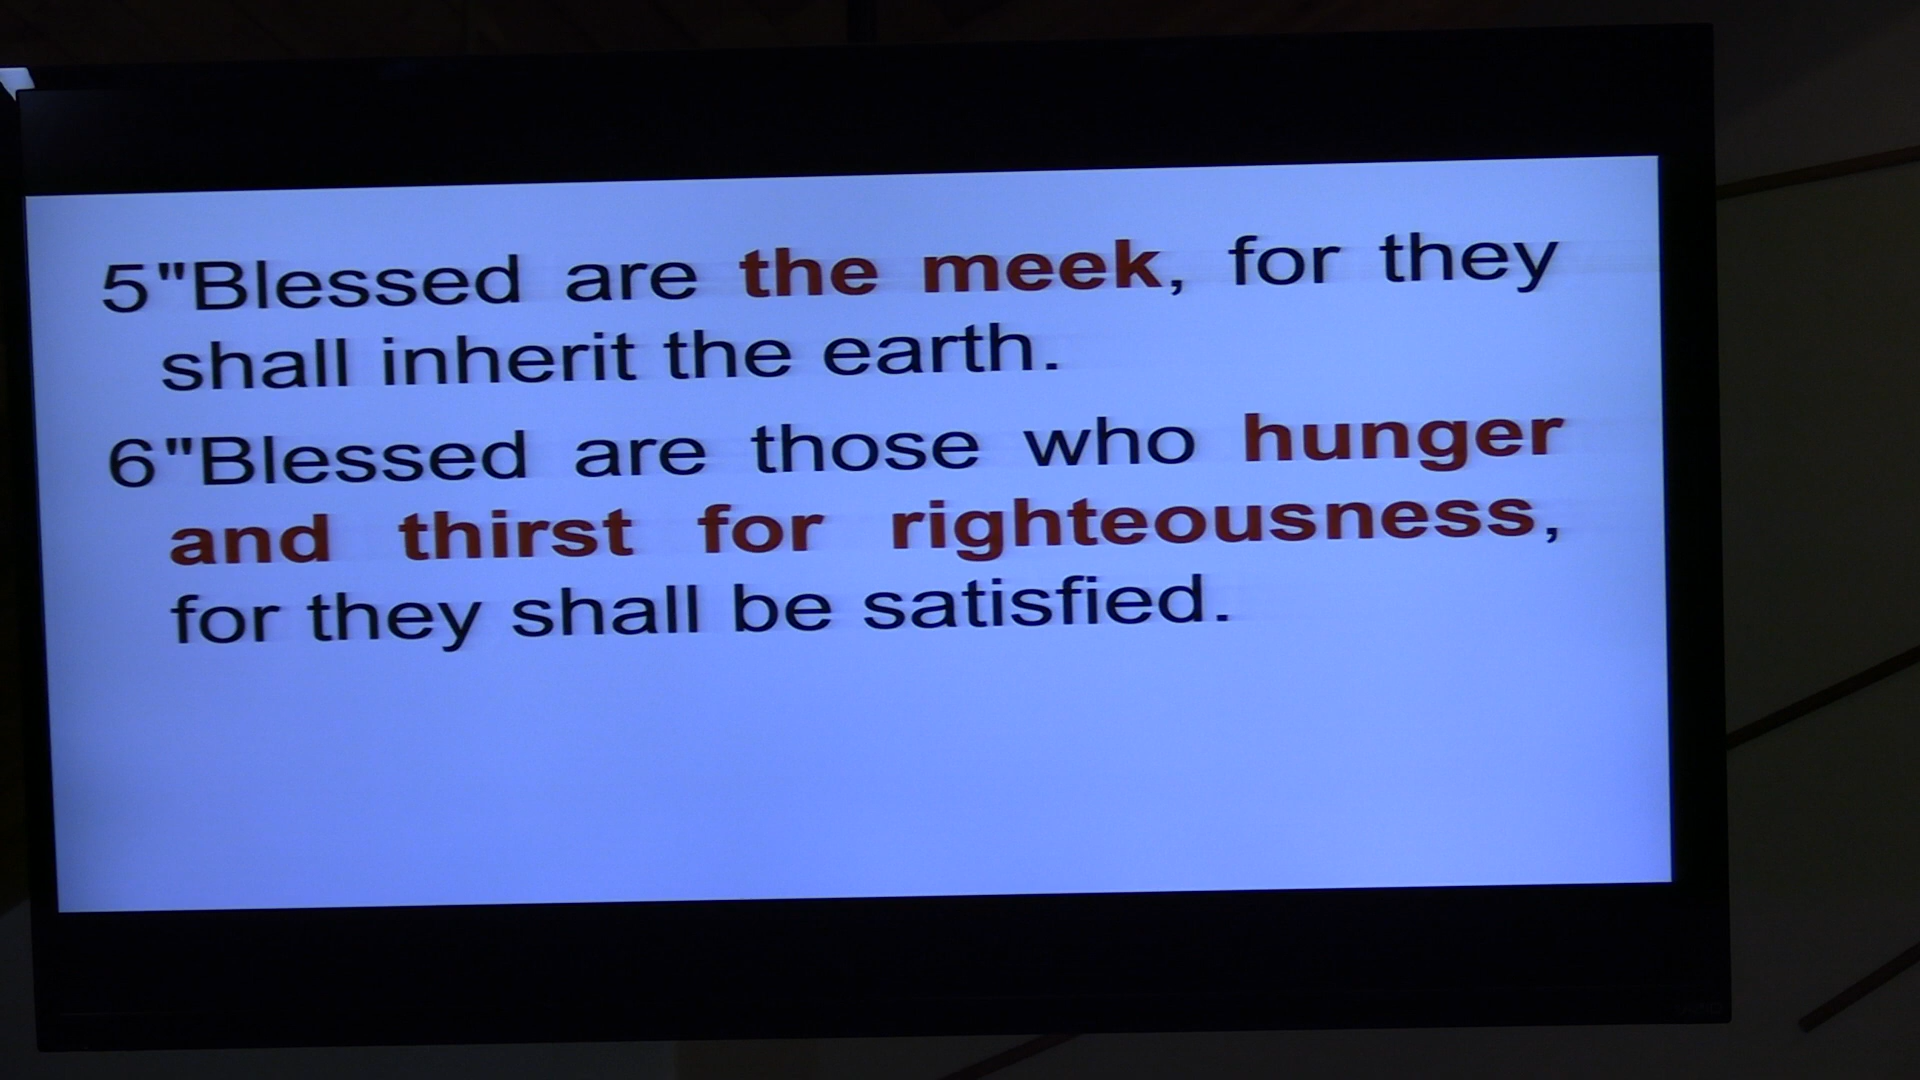 5"Blessed are the meek, for they
shall inherit the earth.
6"Blessed are those who hunger
and thirst for righteousness,
for they shall be satisfied.